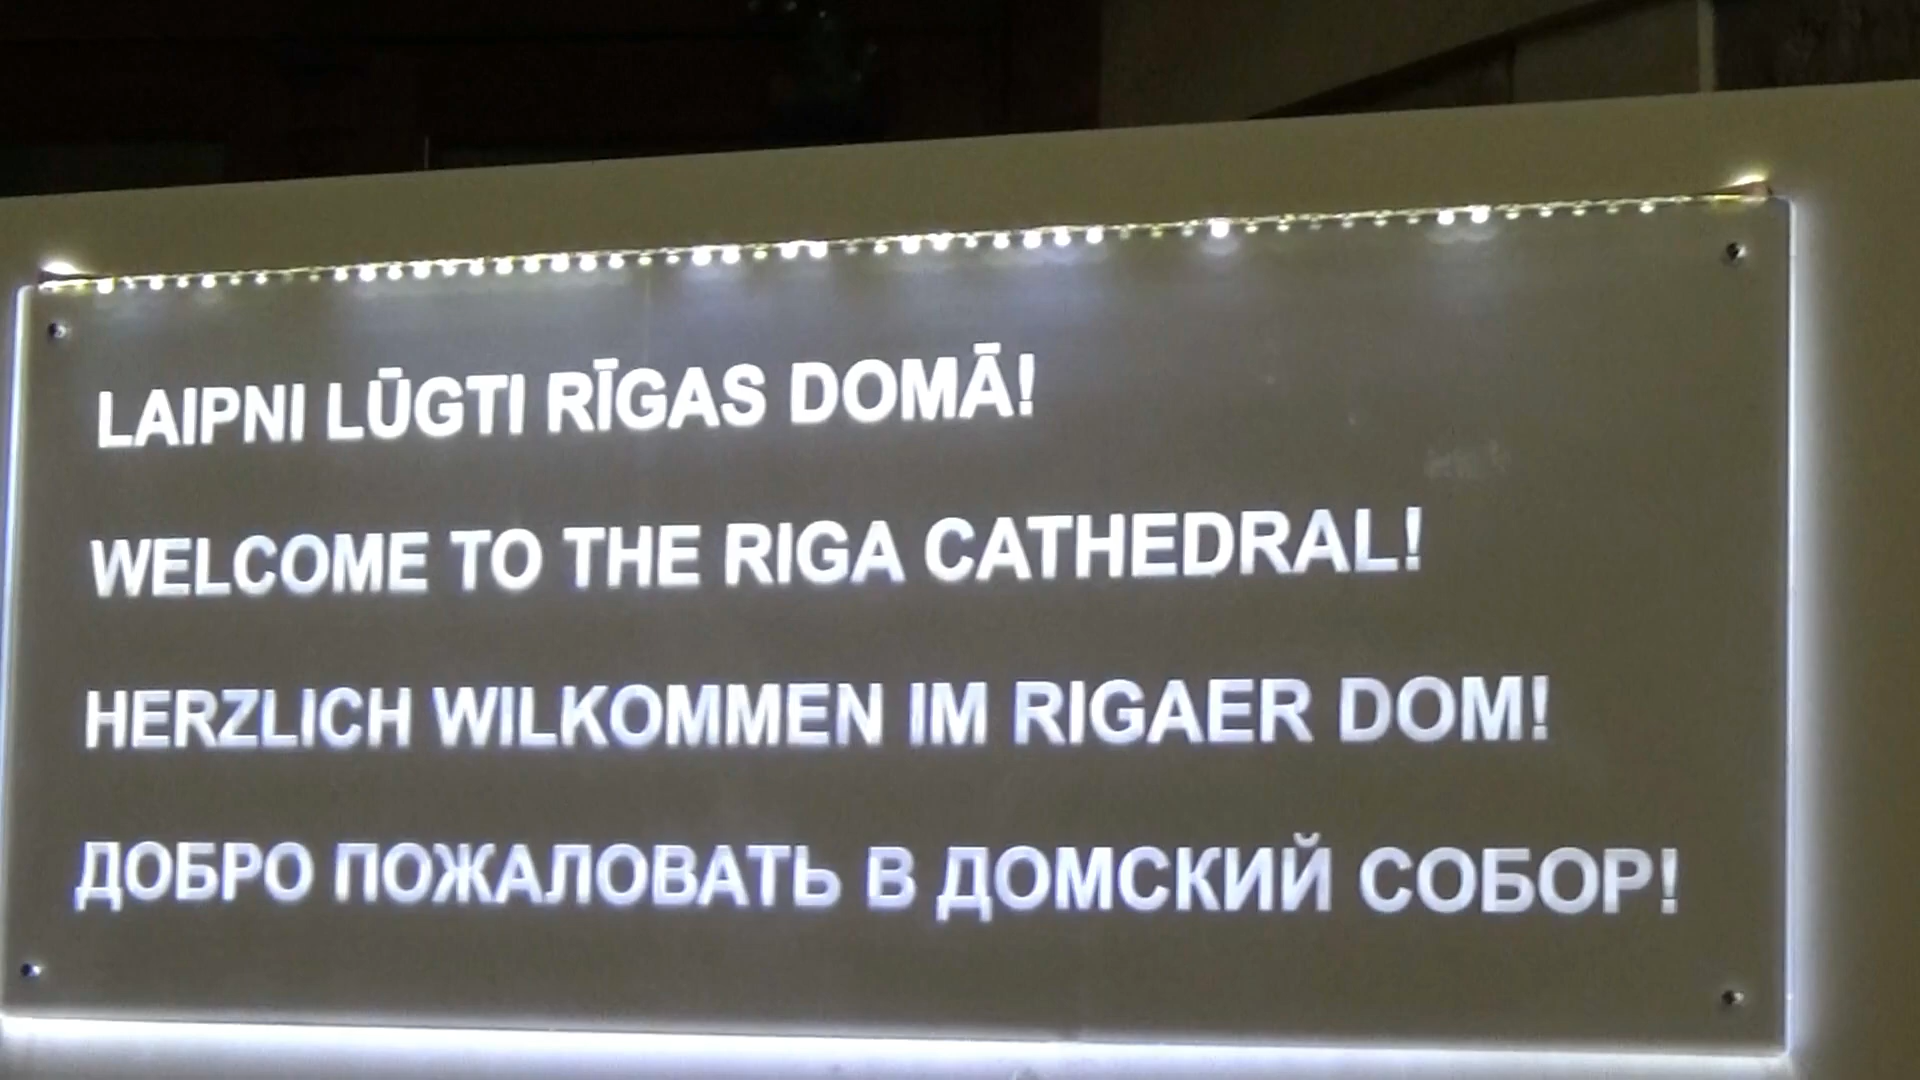 LAIPNI LŪGTI RĪGAS DOMĀ!
WELCOME TO THE RIGA CATHEDRAL!
HERZLICH WILKOMMEN IM RIGAER DOM!
ДОБРО ПОЖАЛОВАТЬ В ДОМСКИЙ СОБОР!